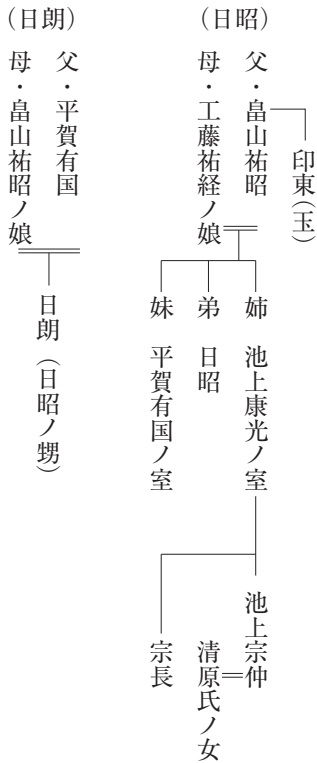 （日昭）
印東（玉）
父・畠山祐昭
母・工藤祐経ノ娘
姉　池上康光ノ室
弟　日昭
妹　平賀有国ノ室
池上宗仲
清原氏ノ女
宗長
（日朗）
父・平賀有国
母・畠山祐昭ノ娘
日朗（日昭ノ甥）